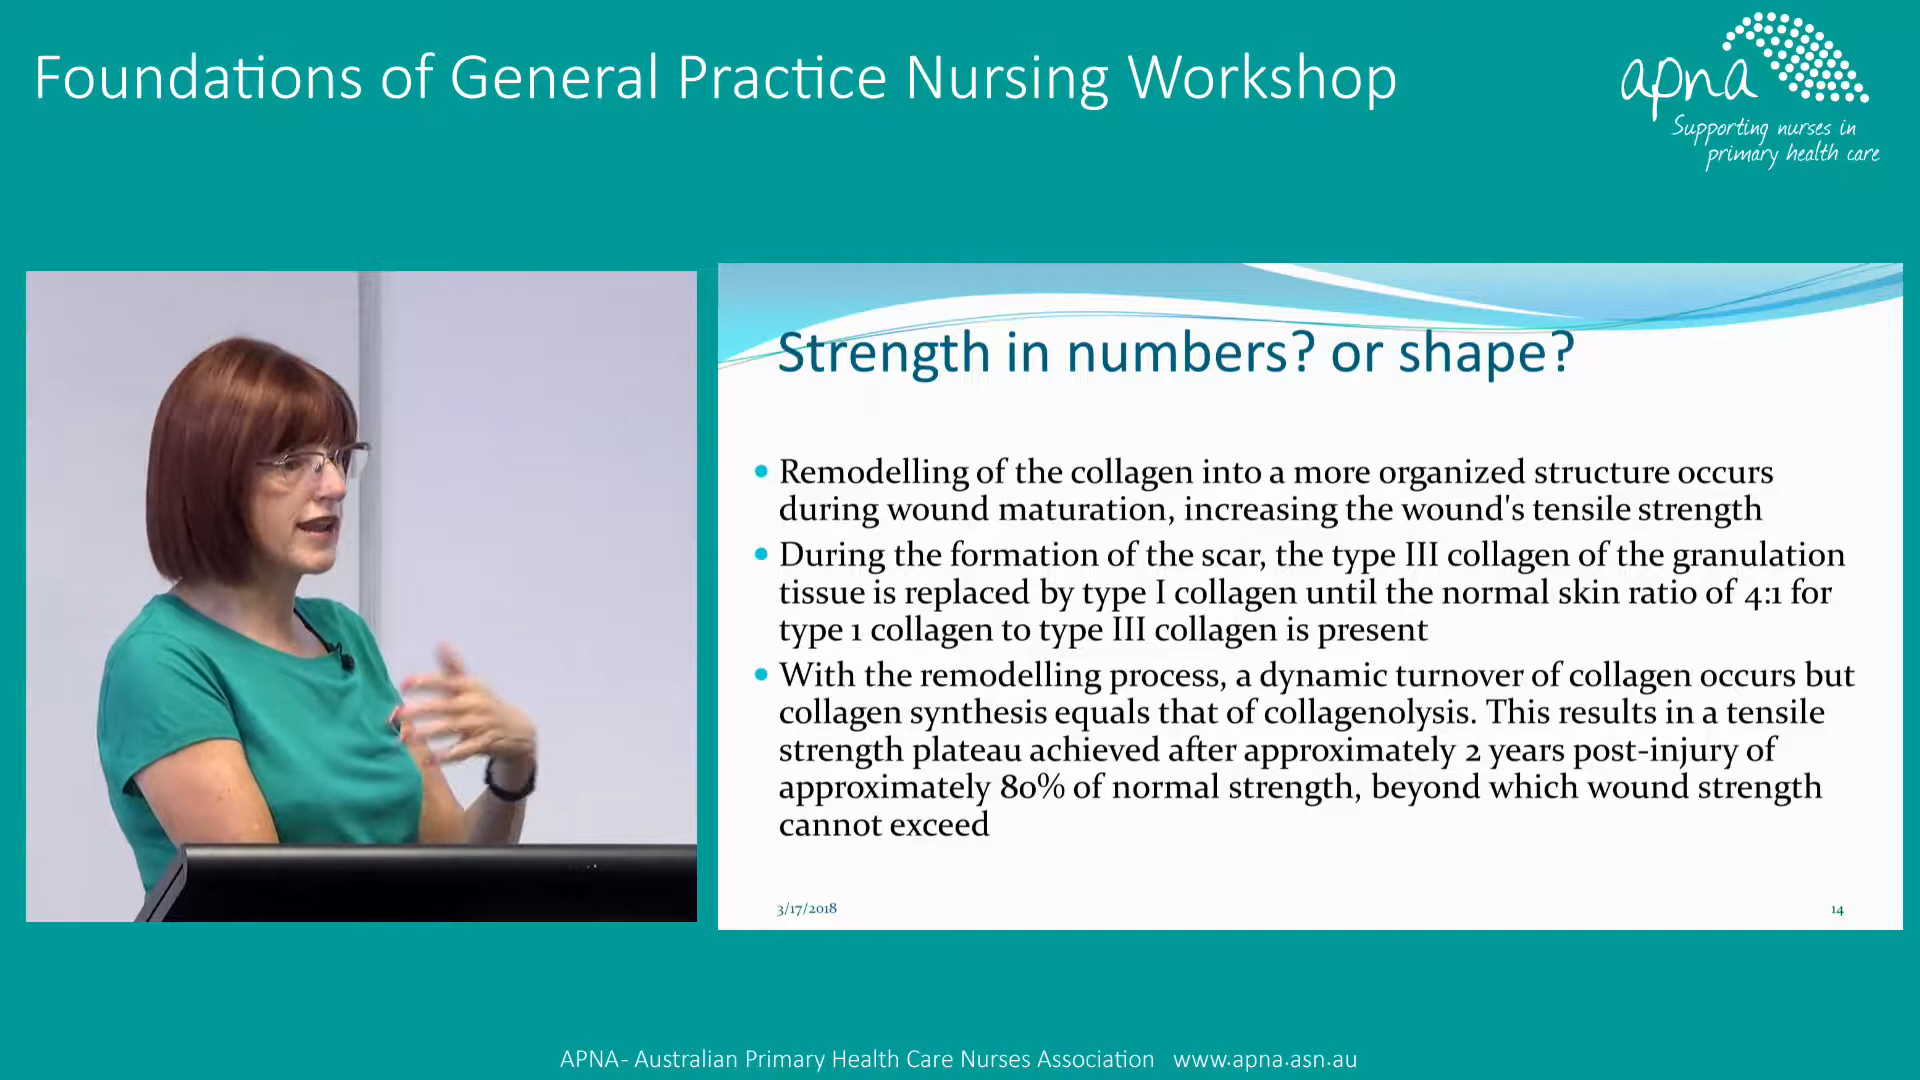 Foundations of General Practice Nursing Workshop
apna
Supporting nurses in
primary health care
Strength in numbers? or shape?
• Remodelling of the collagen into a more organized structure occurs
during wound maturation, increasing the wound's tensile strength
• During the formation of the scar, the type III collagen of the granulation
tissue is replaced by type I collagen until the normal skin ratio of 4:1 for
type 1 collagen to type III collagen is present
• With the remodelling process, a dynamic turnover of collagen occurs but
collagen synthesis equals that of collagenolysis. This results in a tensile
strength plateau achieved after approximately 2 years post-injury of
approximately 80% of normal strength, beyond which wound strength
cannot exceed
3/17/2018
14
APNA- Australian Primary Health Care Nurses Association www.apna.asn.au